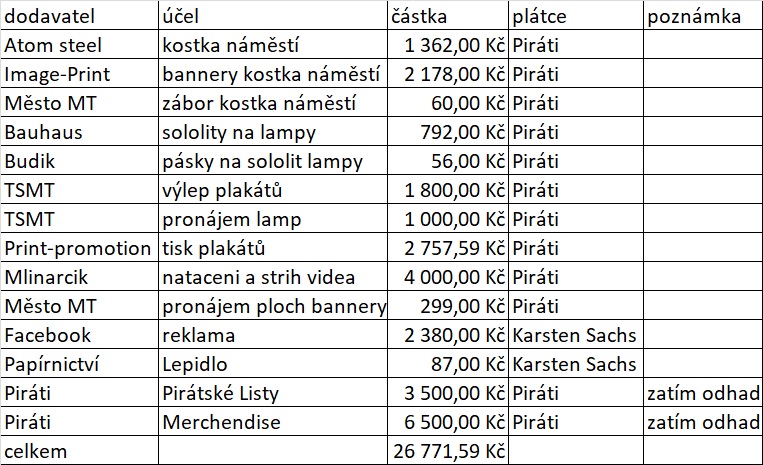 dodavatel účel částka plátce poznámka
Atom steel kostka náměstí 1 362,00 Kč Piráti
Image-Print bannery kostka náměstí 2 178,00 Kč Piráti
Město MT zábor kostka náměstí 60,00 Kč Piráti
Bauhaus sololity na lampy 792,00 Kč Piráti
Budik pásky na sololit lampy 56,00 Kč Piráti
TSMT výlep plakátů 1 800,00 Kč Piráti
TSMT pronájem lamp 1 000,00 Kč Piráti
Print-promotion tisk plakátů 2 757,59 Kč Piráti
Mlinarcik nataceni a strih videa 4 000,00 Kč Piráti
Město MT pronájem ploch bannery 299,00 Kč Piráti
Facebook reklama 2 380,00 Kč Karsten Sachs
Papírnictví Lepidlo 87,00 Kč Karsten Sachs
Piráti Pirátské Listy 3 500,00 Kč Piráti zatím odhad
Piráti Merchendise 6 500,00 Kč Piráti zatím odhad
celkem 26 771,59 Kč